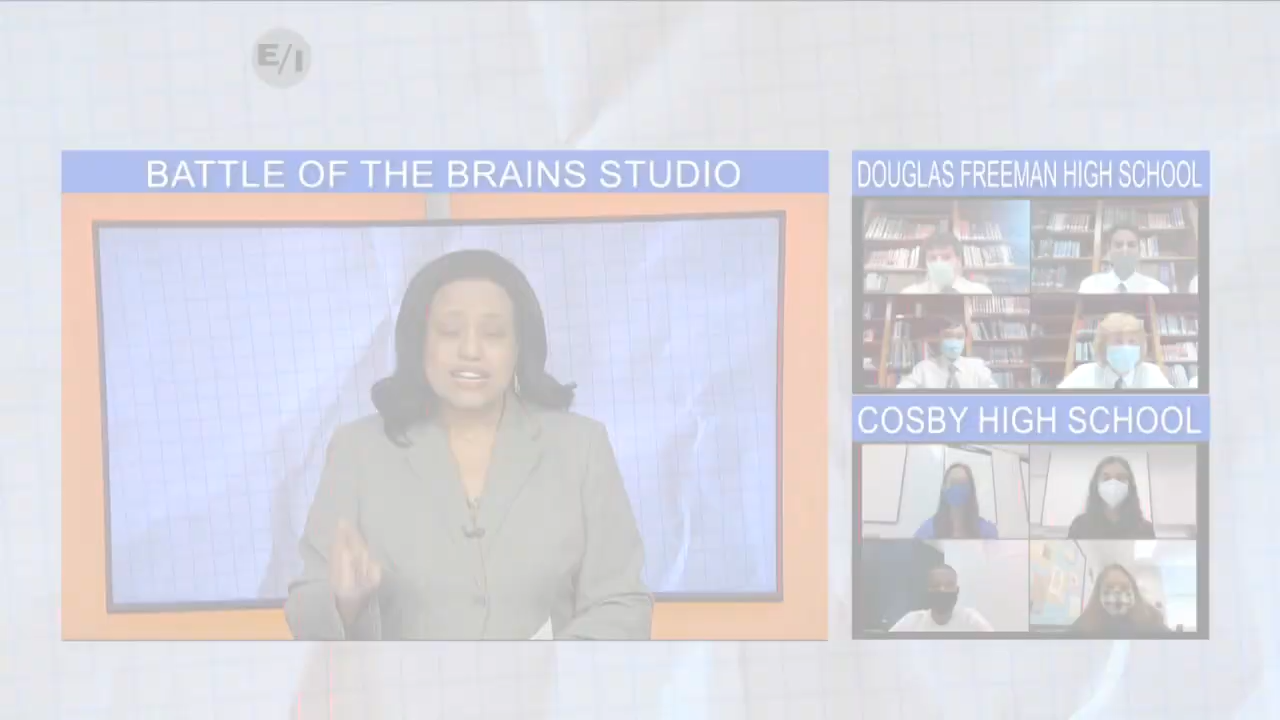 E/I
BATTLE OF THE BRAINS STUDIO
DOUGLAS FREEMAN HIGH SCHOOL
COSBY HIGH SCHOOL